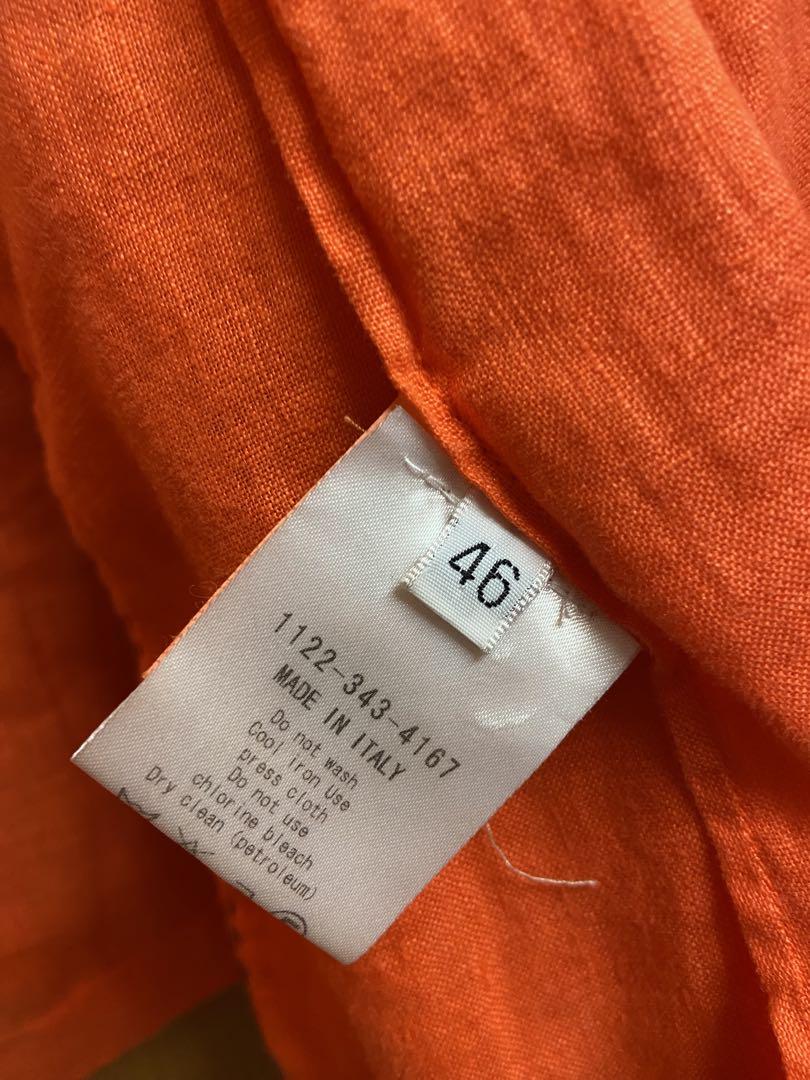 46
1122-343-4167
MADE IN ITALY
Do not wash
Cool iron Use
press cloth
Do not use
chlorine bleach
Dry clean (petroleum)